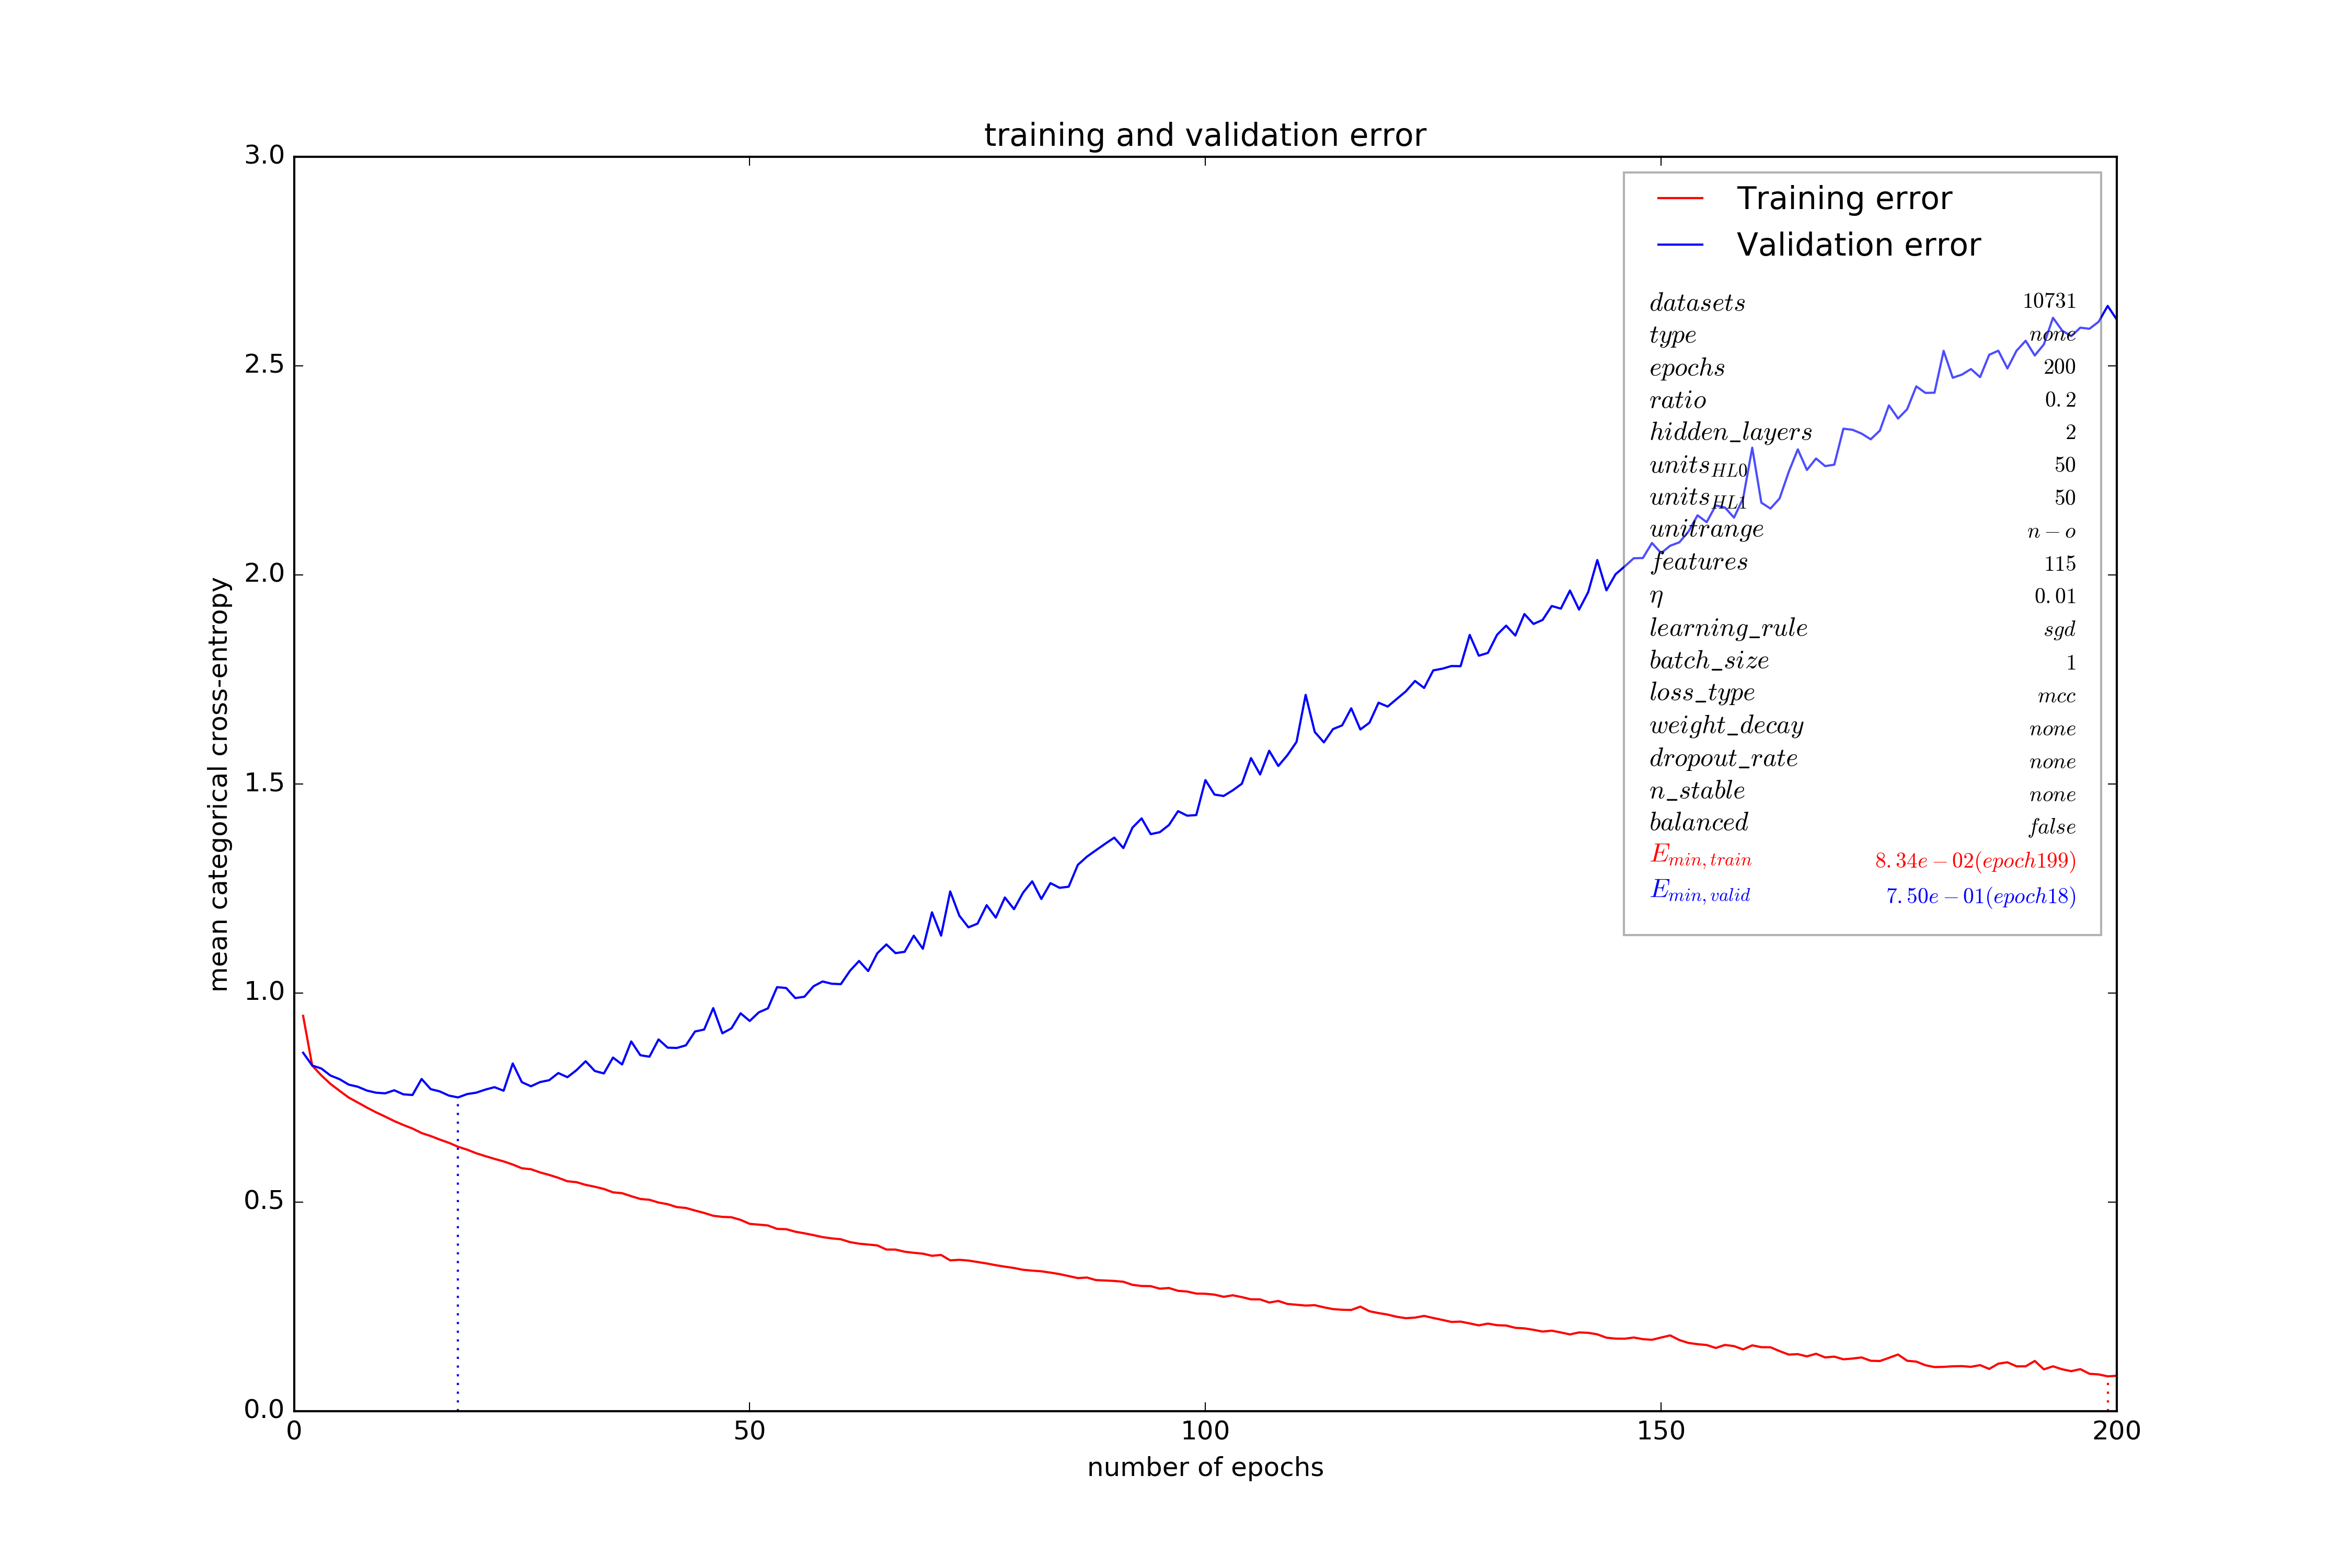 training and validation error
3.0
2.5
2.0
1.5
1.0
0.5
0.0
mean categorical cross-entropy
0 50 100 150 200
number of epochs
Training error
Validation error
datasets 10731
type none
epochs 200
ratio 0.2
hidden_layers 2
units_HL0 50
units_HL1 50
unitrange n − o
features 115
η 0.01
learning_rule sgd
batch_size 1
loss_type mcc
weight_decay none
dropout_rate none
n_stable none
balanced false
E_min,train 8.34e − 02(epoch199)
E_min,valid 7.50e − 01(epoch18)